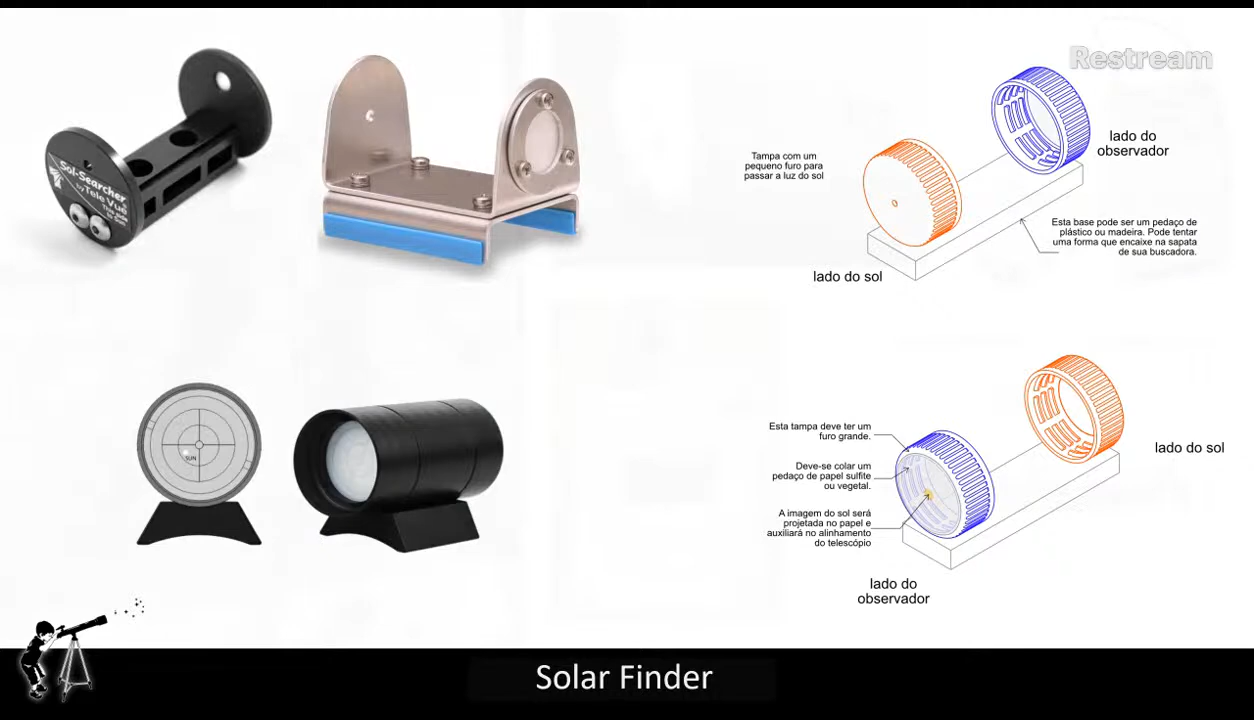 Restream
Sol-Searcher
by Tele Vue
This side
to Sun
lado do
observador
Tampa com um
pequeno furo para
passar a luz do sol
Esta base pode ser um pedaço de
plástico ou madeira. Pode tentar
uma forma que encaixe na sapata
de sua buscadora.
lado do sol
SUN
Esta tampa deve ter um
furo grande.
lado do sol
Deve-se colar um
pedaço de papel sulfite
ou vegetal.
A imagem do sol será
projetada no papel e
auxiliará no alinhamento
do telescópio
lado do
observador
Solar Finder